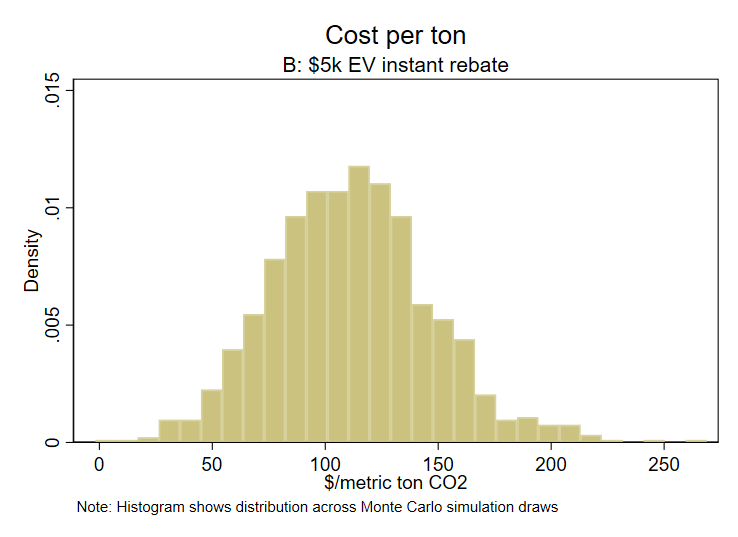 Cost per ton
B: $5k EV instant rebate
Density
.015
.01
.005
0
0 50 100 150 200 250
$/metric ton CO2
Note: Histogram shows distribution across Monte Carlo simulation draws